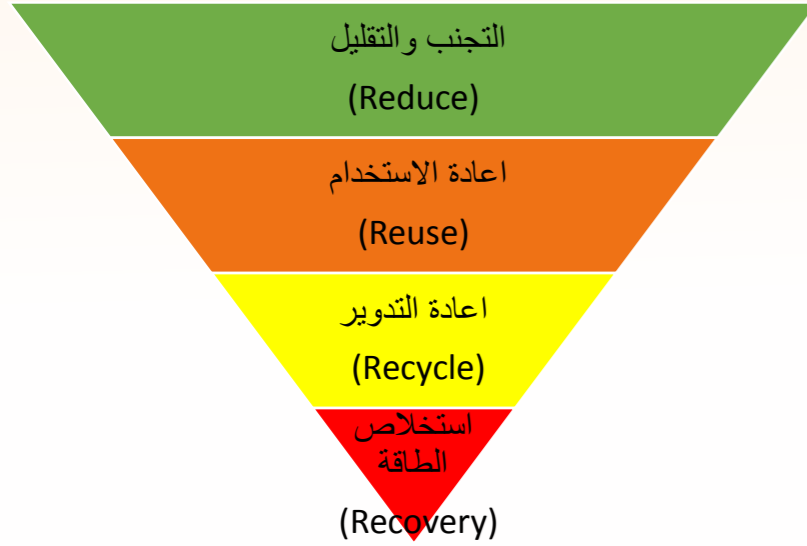 التجنب والتقليل
(Reduce)
اعادة الاستخدام
(Reuse)
اعادة التدوير
(Recycle)
استخلاص
الطاقة
(Recovery)